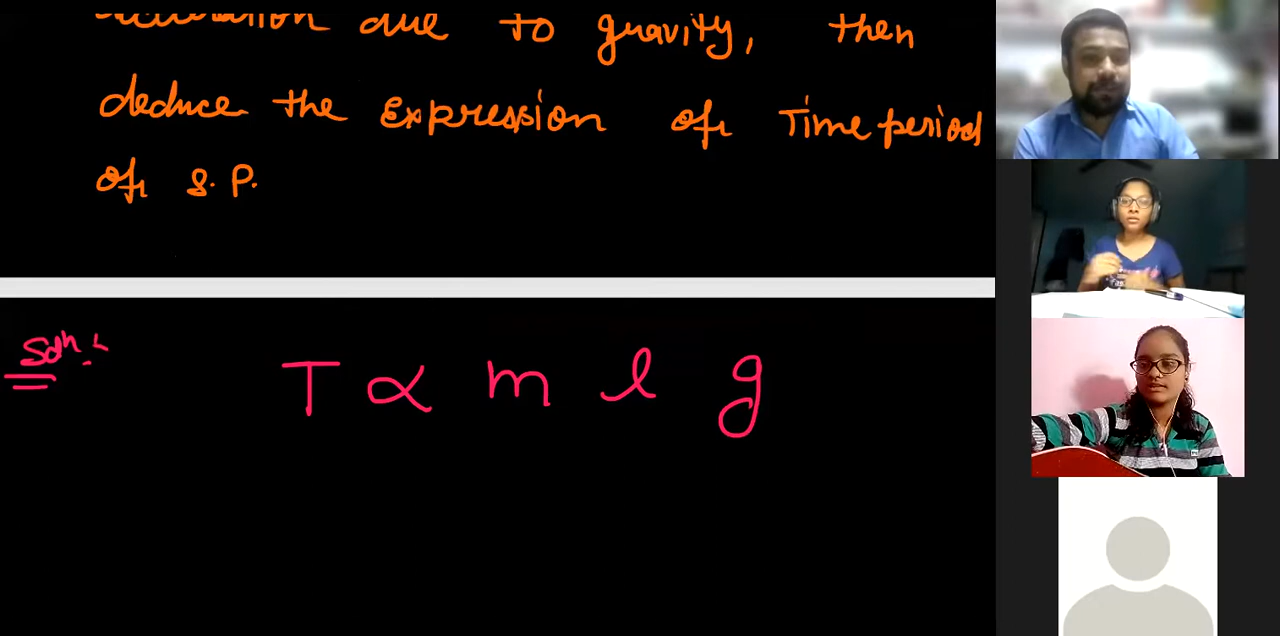 due to gravity, then
deduce the Expression of Time period
of S.P.
Soln:-
T ∝ m l g